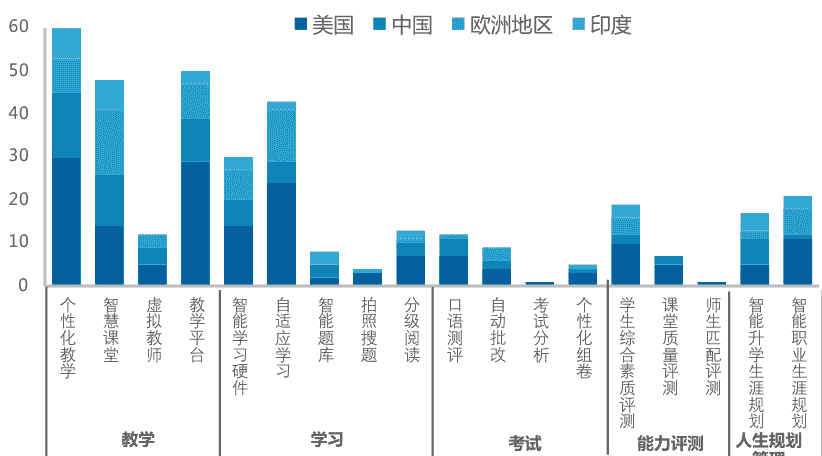 美国 中国 欧洲地区 印度
60
50
40
30
20
10
0
个性化教学
智慧课堂
虚拟教师
教学平台
智能学习硬件
自适应学习
智能题库
拍照搜题
分级阅读
口语测评
自动批改
考试分析
个性化组卷
学生综合素质评测
课堂质量评测
师生匹配评测
智能升学生涯规划
智能职业生涯规划
教学
学习
考试
能力评测
人生规划
管理